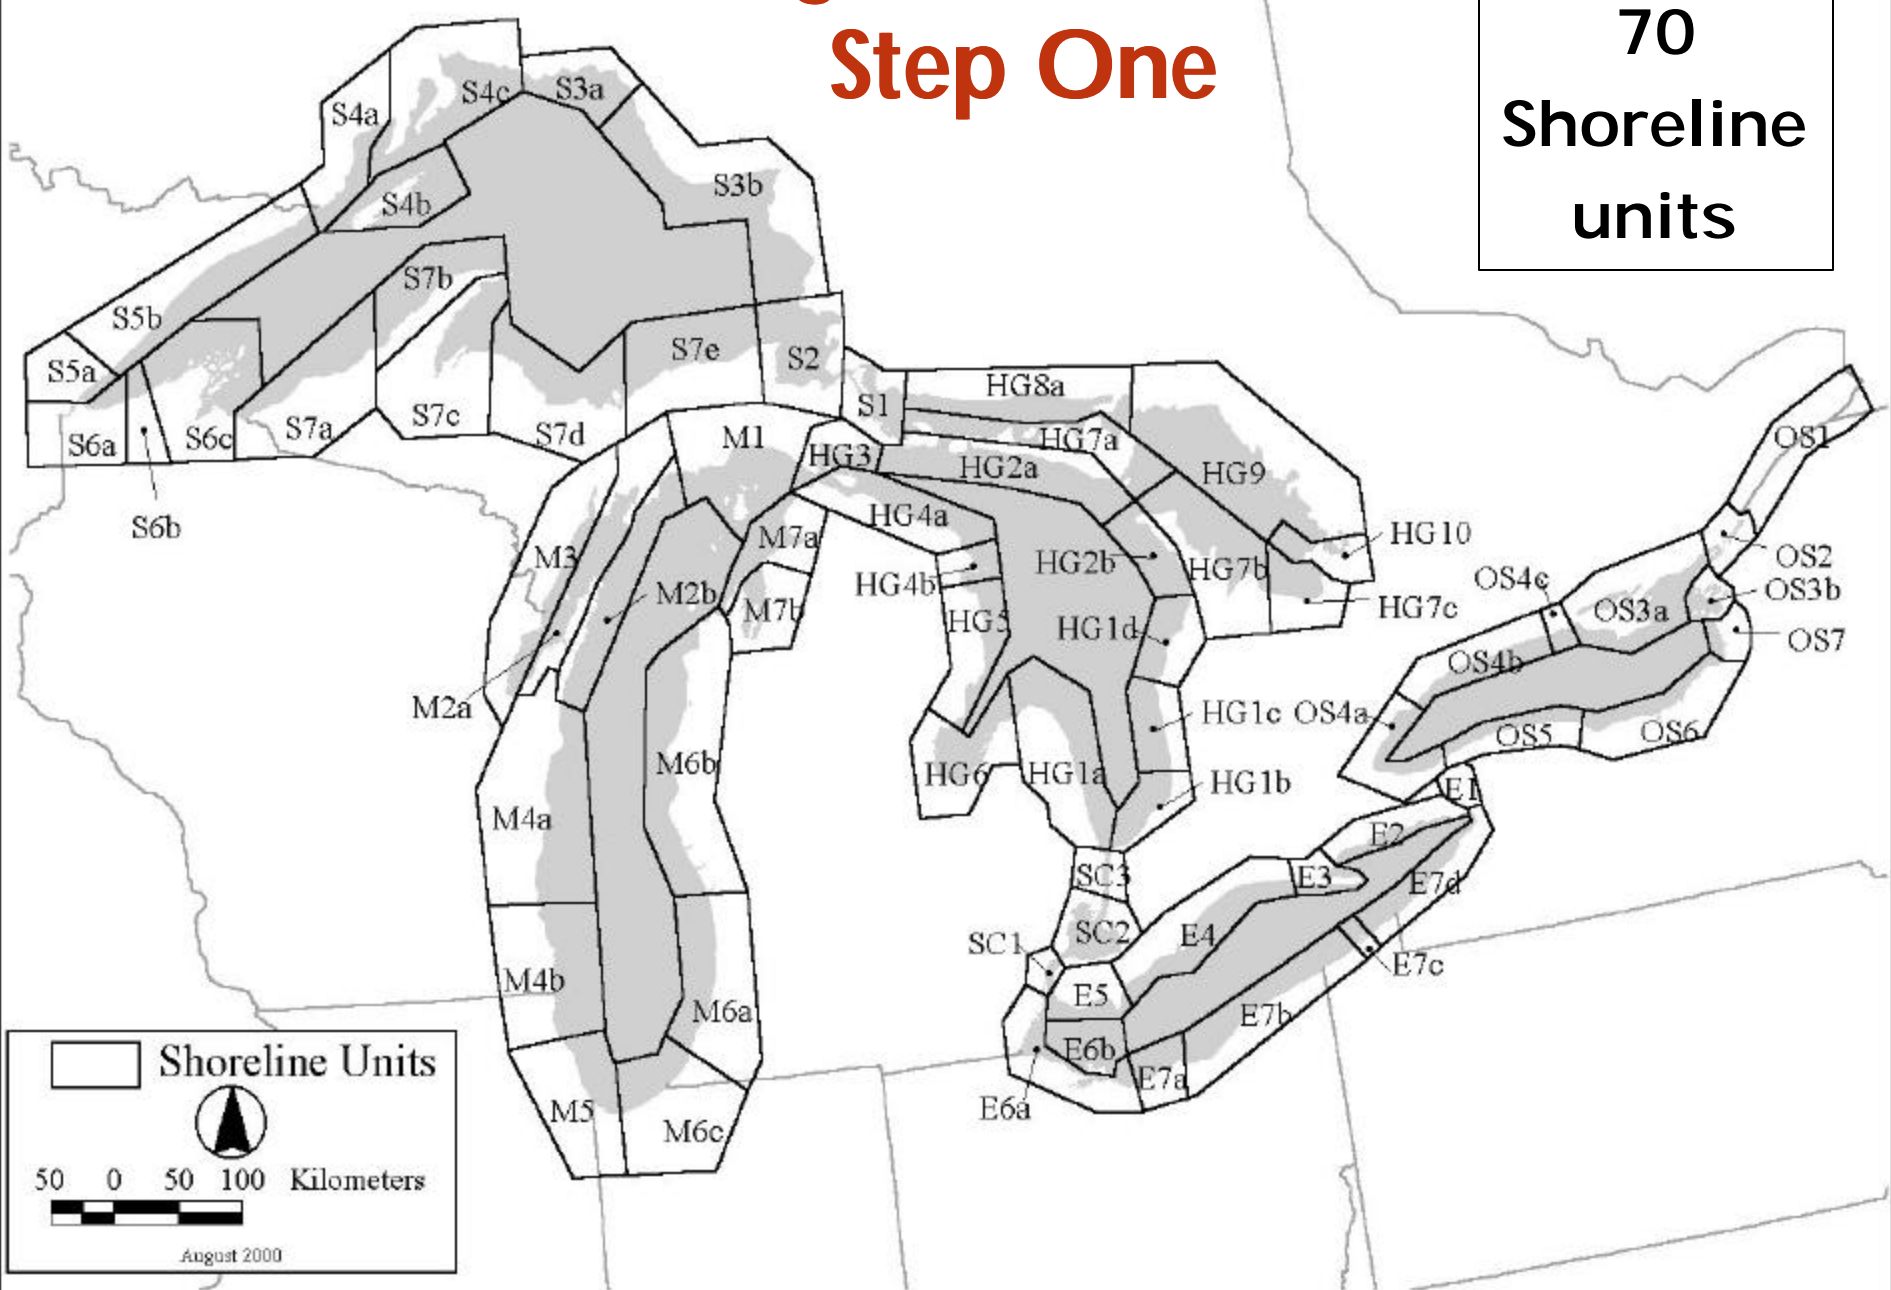 Step One
70
Shoreline
units
S4a
S4c
S3a
S4b
S3b
S5b
S7b
S5a
S7e
S2
S6a
S6c
S7a
S7c
S7d
S6b
S1
HG8a
M1
HG3
HG7a
HG2a
HG9
HG4a
M7a
M3
HG4b
HG2b
HG7b
HG10
M2b
M7b
HG5
HG1d
HG7c
M2a
HG1c
M6b
HG6
HG1a
HG1b
M4a
M4b
M6a
M5
M6c
OS1
OS2
OS4c
OS3a
OS3b
OS7
OS4b
OS4a
OS5
OS6
E1
E2
SC3
E3
E7d
SC2
SC1
E4
E7c
E5
E7b
E6b
E7a
E6a
Shoreline Units
50 0 50 100 Kilometers
August 2000